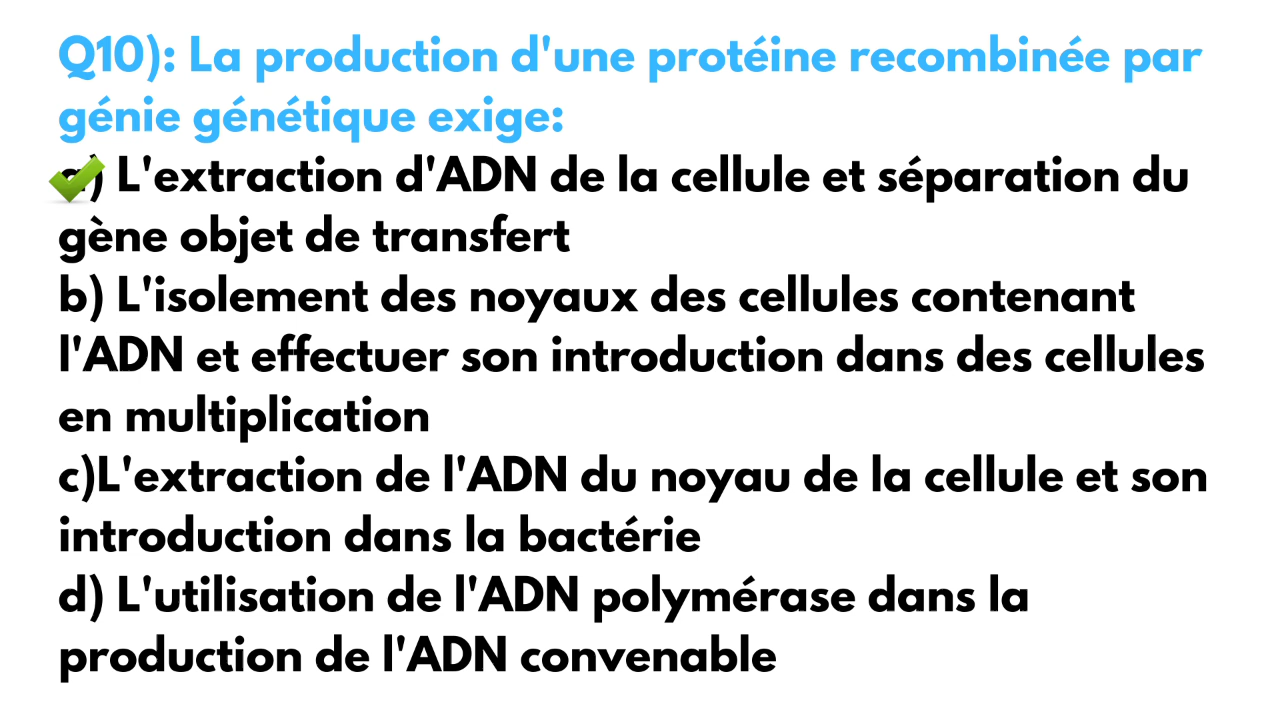 Q10): La production d'une protéine recombinée par
génie génétique exige:
a) L'extraction d'ADN de la cellule et séparation du
gène objet de transfert
b) L'isolement des noyaux des cellules contenant
l'ADN et effectuer son introduction dans des cellules
en multiplication
c)L'extraction de l'ADN du noyau de la cellule et son
introduction dans la bactérie
d) L'utilisation de l'ADN polymérase dans la
production de l'ADN convenable